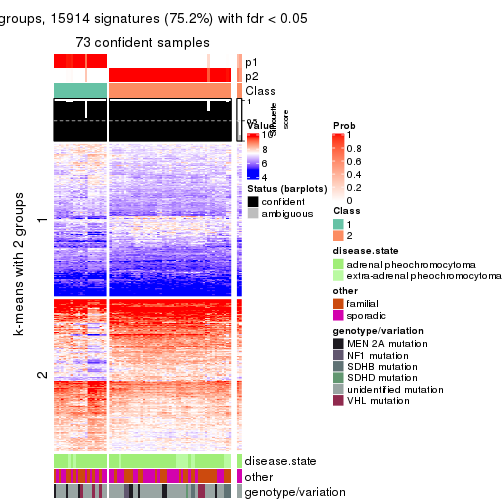 groups, 15914 signatures (75.2%) with fdr < 0.05
73 confident samples
p1
p2
Class
1
0.5
Silhouette
score
k-means with 2 groups
1
2
Value
10
8
6
4
Status (barplots)
confident
ambiguous
Prob
1
0.8
0.6
0.4
0.2
0
Class
1
2
disease.state
adrenal pheochromocytoma
extra-adrenal pheochromocytoma
other
familial
sporadic
genotype/variation
MEN 2A mutation
NF1 mutation
SDHB mutation
SDHD mutation
unidentified mutation
VHL mutation
disease.state
other
genotype/variation